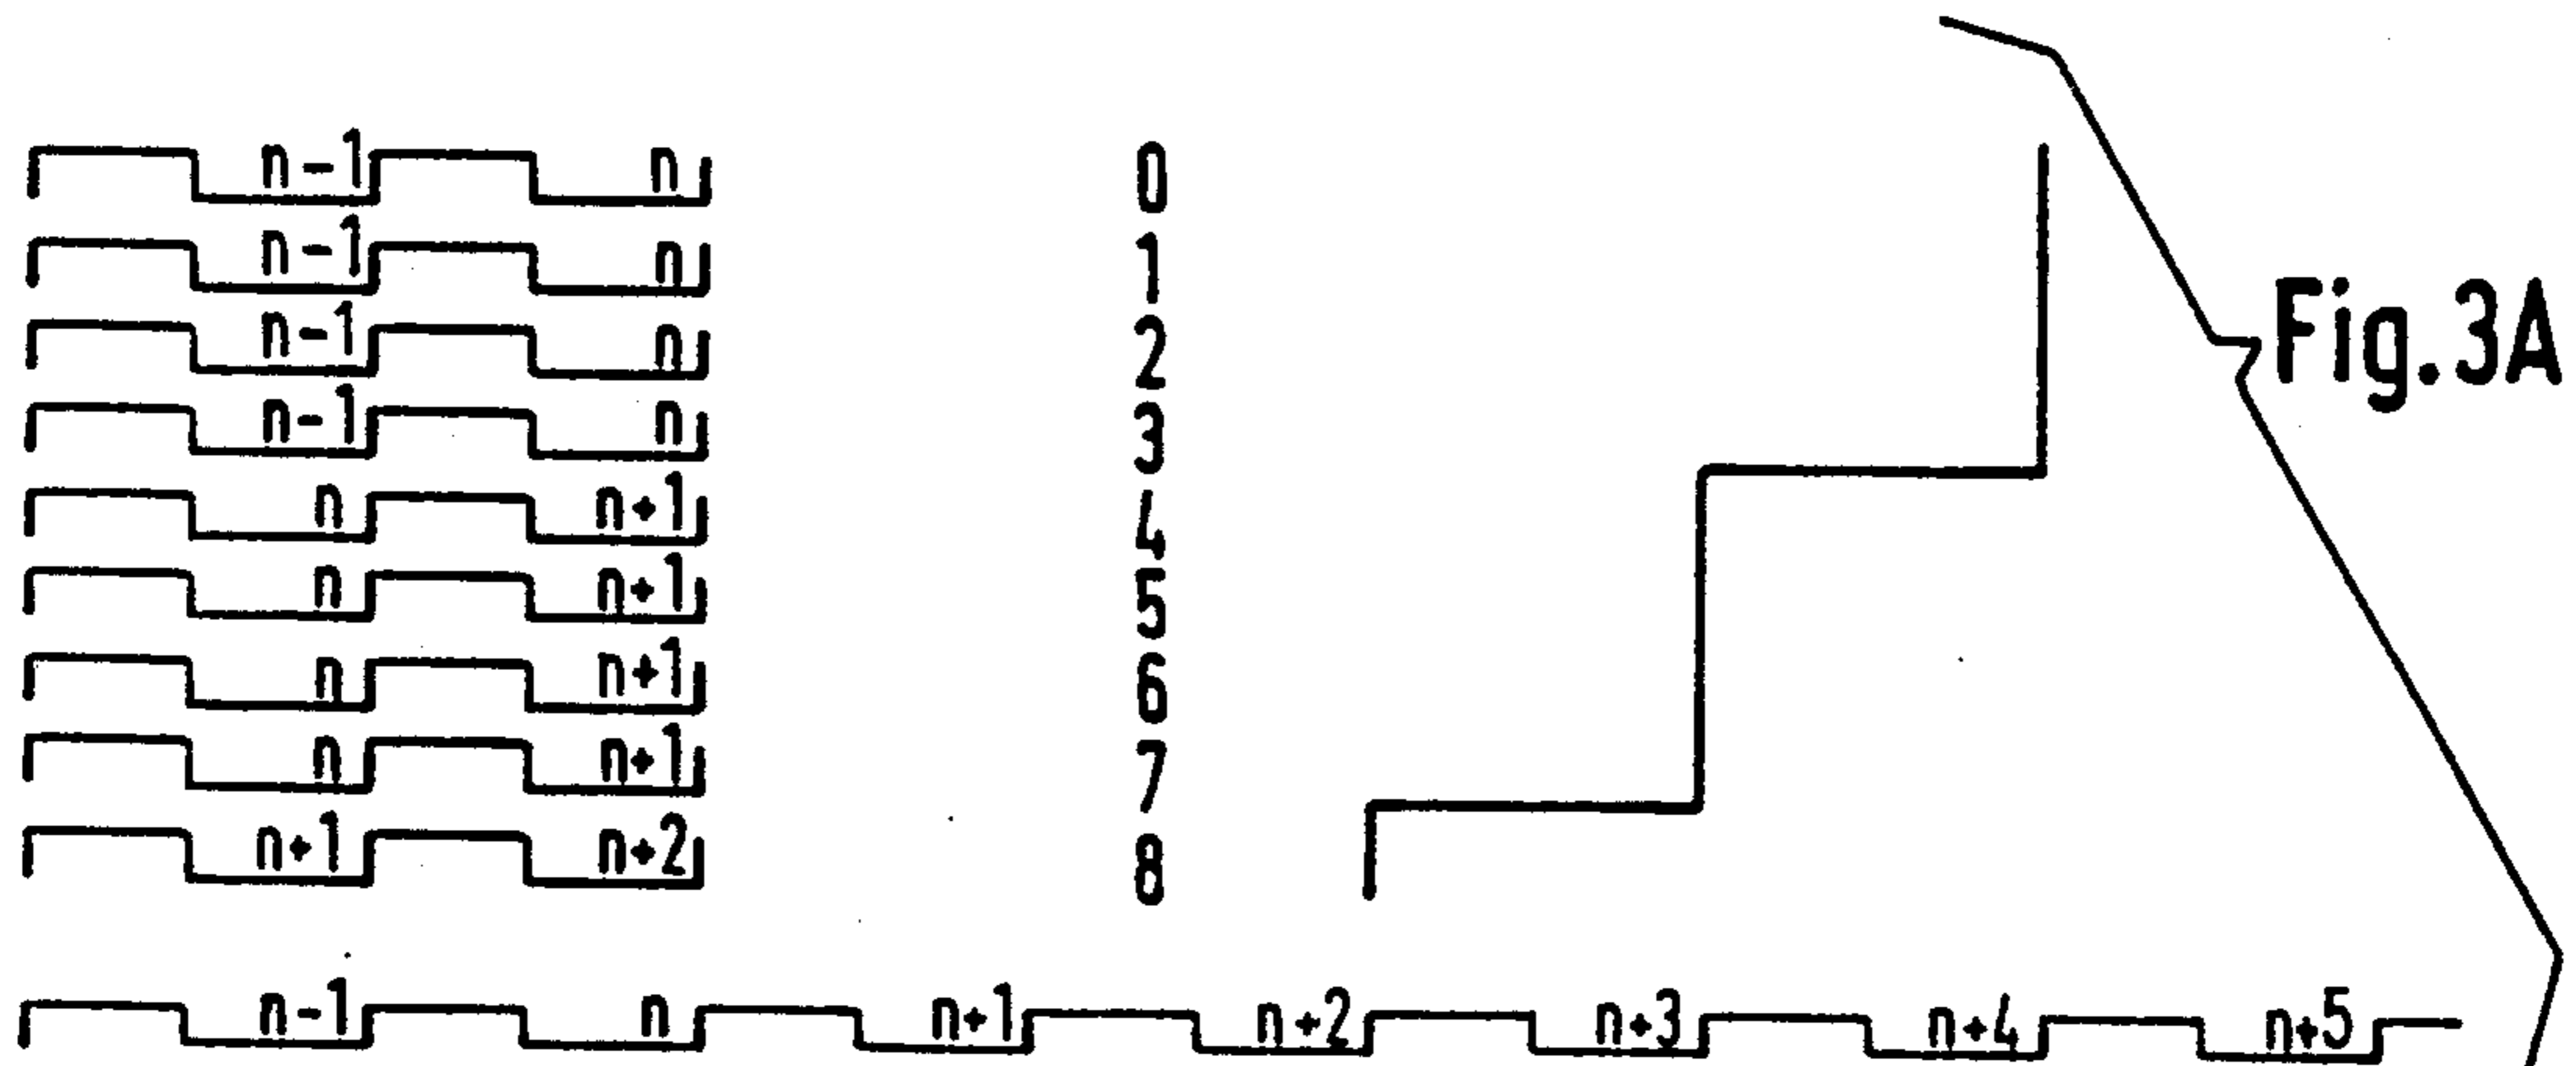 n-1 n 0
n-1 n 1
n-1 n 2
n-1 n 3
n n+1 4
n n+1 5
n n+1 6
n n+1 7
n+1 n+2 8
Fig.3A
n-1 n n+1 n+2 n+3 n+4 n+5